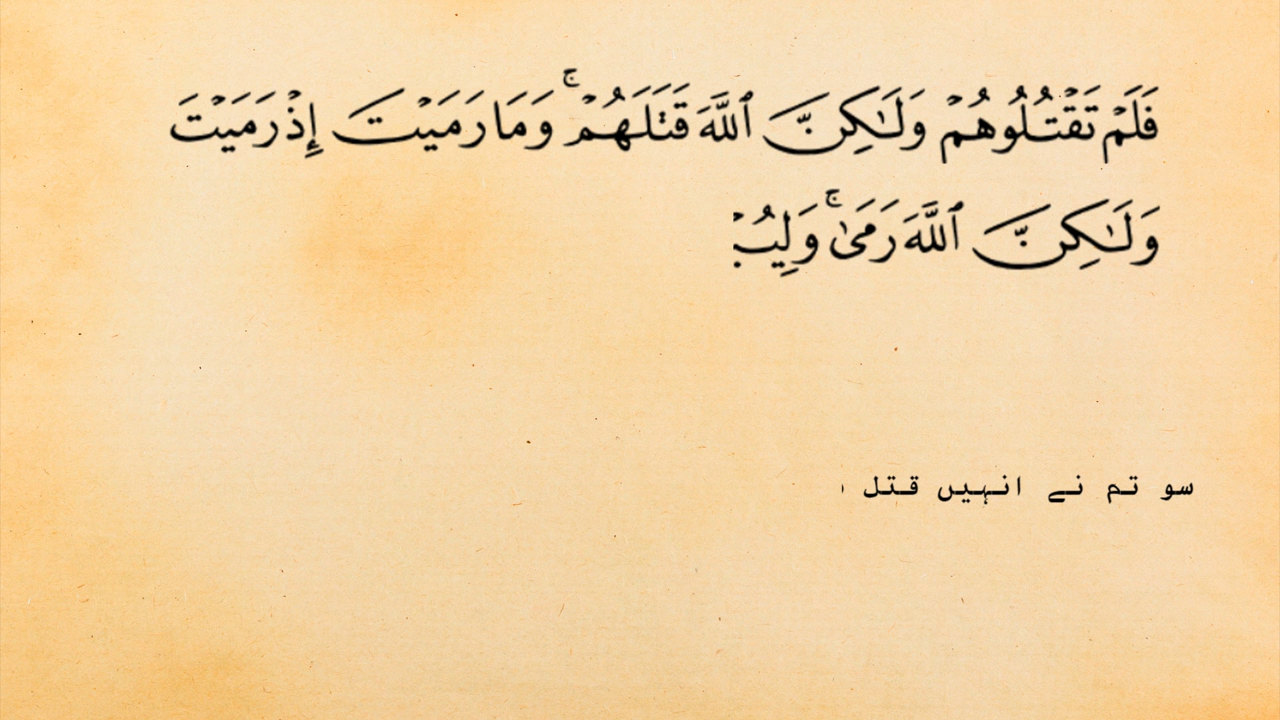 فَلَمۡ تَقۡتُلُوهُمۡ وَلَٰكِنَّ ٱللَّهَ قَتَلَهُمۡۚ وَمَا رَمَيۡتَ إِذۡ رَمَيۡتَ
وَلَٰكِنَّ ٱللَّهَ رَمَىٰۚ
سو تم نے انہیں قتل